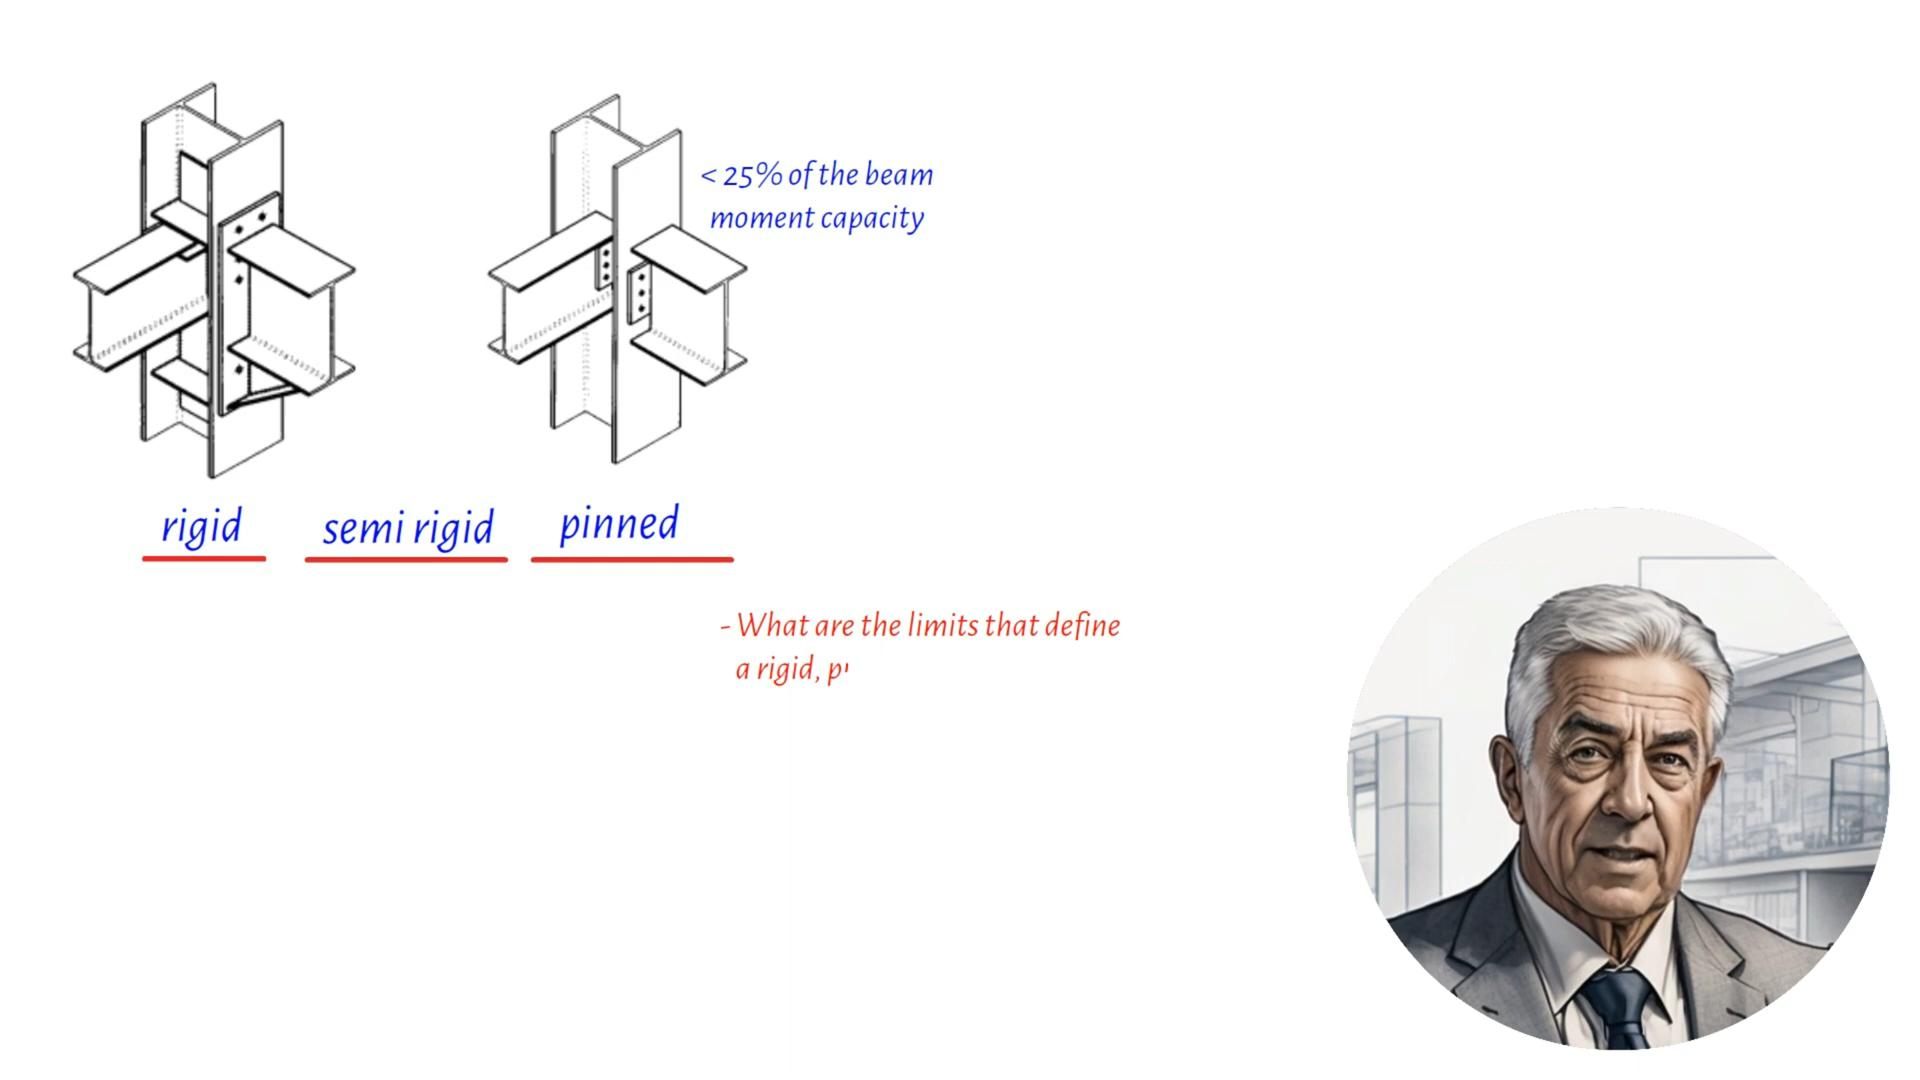 < 25% of the beam
moment capacity
rigid
semi rigid
pinned
- What are the limits that define
a rigid,